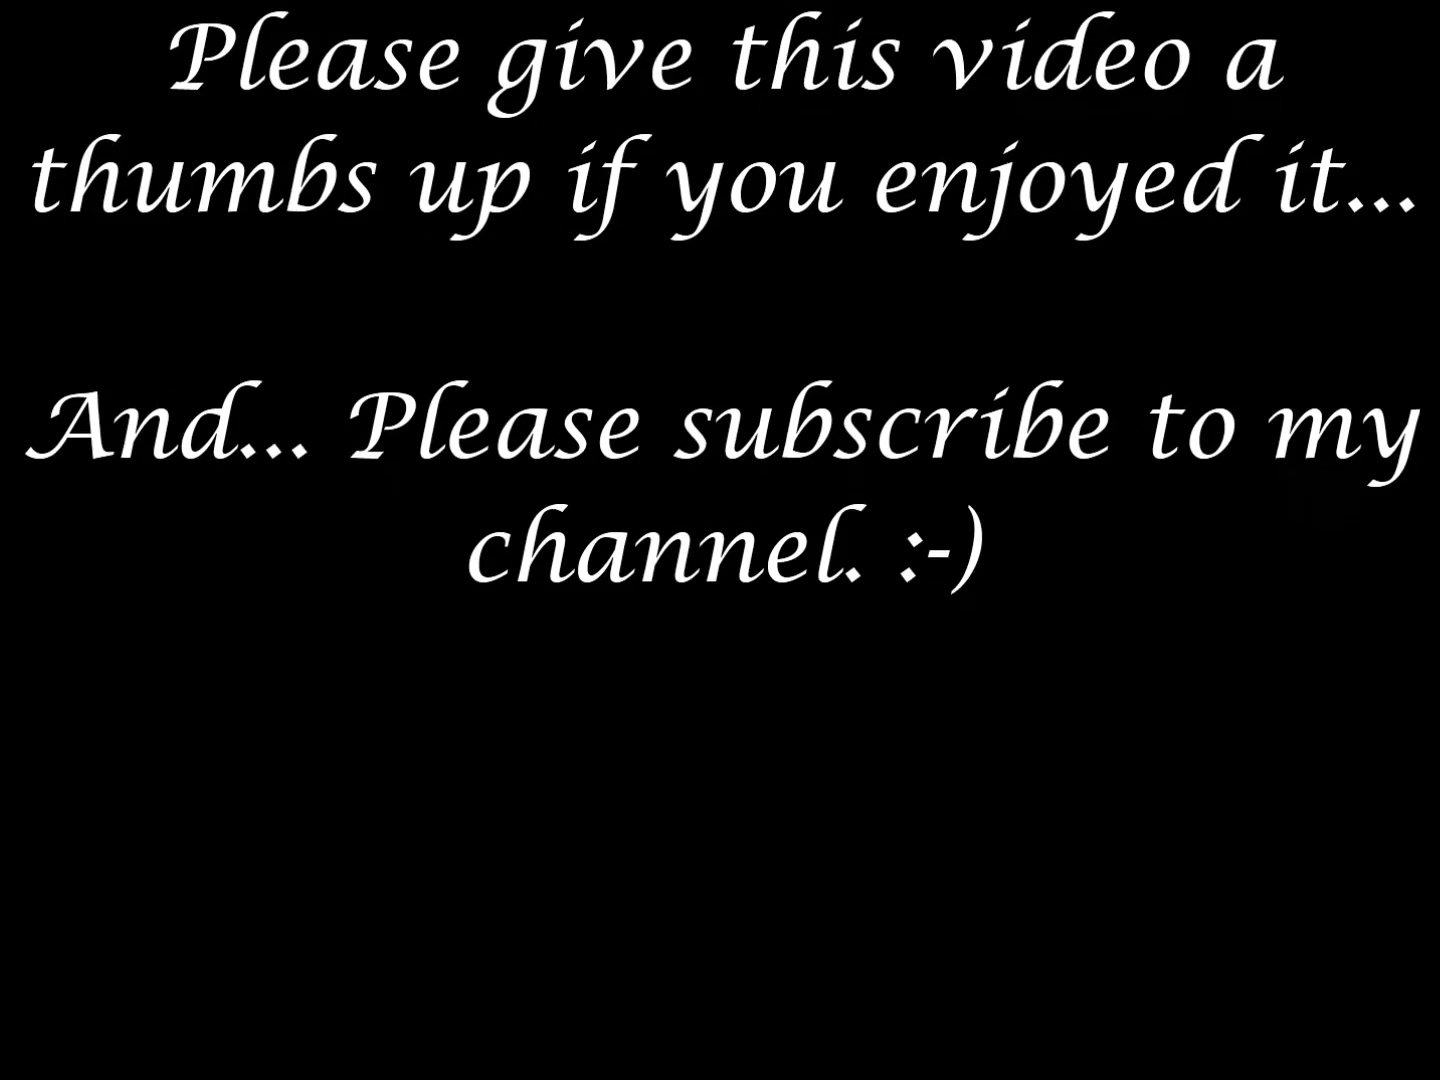 Please give this video a
thumbs up if you enjoyed it...
And... Please subscribe to my
channel. :-)